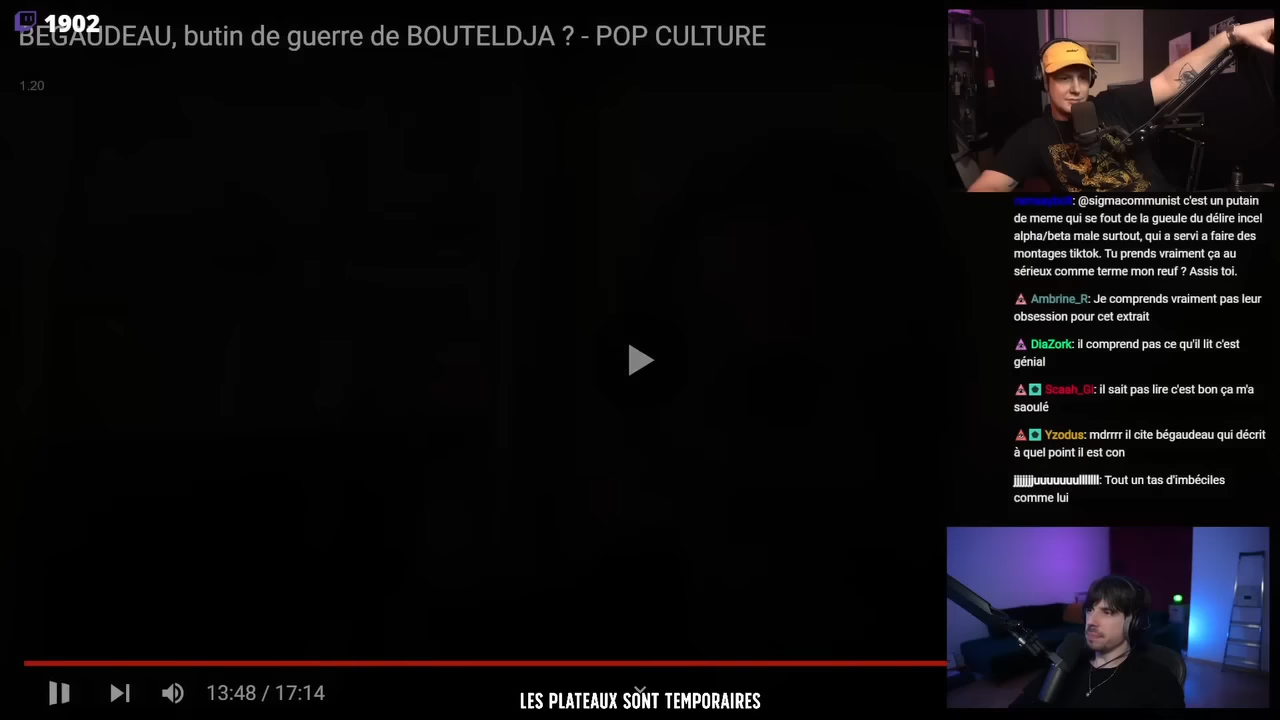 1902
BÉGAUDEAU, butin de guerre de BOUTELDJA ? - POP CULTURE
1.20
: @sigmacommunist c'est un putain
de meme qui se fout de la gueule du délire incel
alpha/beta male surtout, qui a servi a faire des
montages tiktok. Tu prends vraiment ça au
sérieux comme terme mon reuf ? Assis toi.
Ambrine_R: Je comprends vraiment pas leur
obsession pour cet extrait
DiaZork: il comprend pas ce qu'il lit c'est
génial
Scash_Gi: il sait pas lire c'est bon ça m'a
saoulé
Yzodus: mdrrrr il cite bégaudeau qui décrit
à quel point il est con
: Tout un tas d'imbéciles
comme lui
13:48 / 17:14
LES PLATEAUX SONT TEMPORAIRES